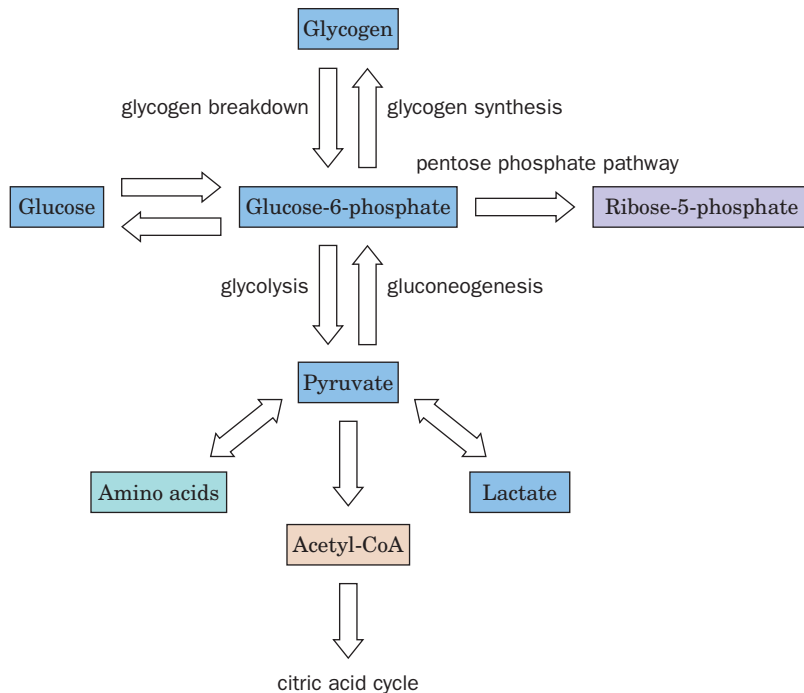 Glycogen
glycogen breakdown
glycogen synthesis
pentose phosphate pathway
Glucose
Glucose-6-phosphate
Ribose-5-phosphate
glycolysis
gluconeogenesis
Pyruvate
Amino acids
Lactate
Acetyl-CoA
citric acid cycle